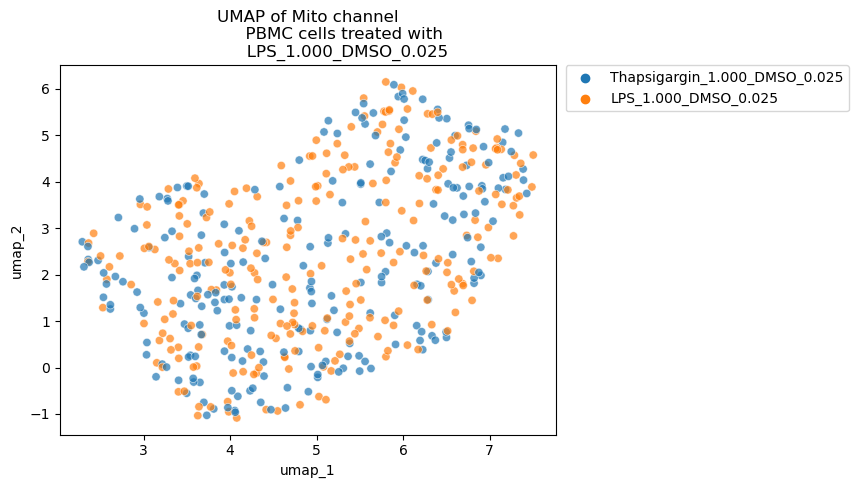 UMAP of Mito channel
PBMC cells treated with
LPS_1.000_DMSO_0.025
Thapsigargin_1.000_DMSO_0.025
LPS_1.000_DMSO_0.025
umap_2
6
5
4
3
2
1
0
−1
3
4
5
6
7
umap_1